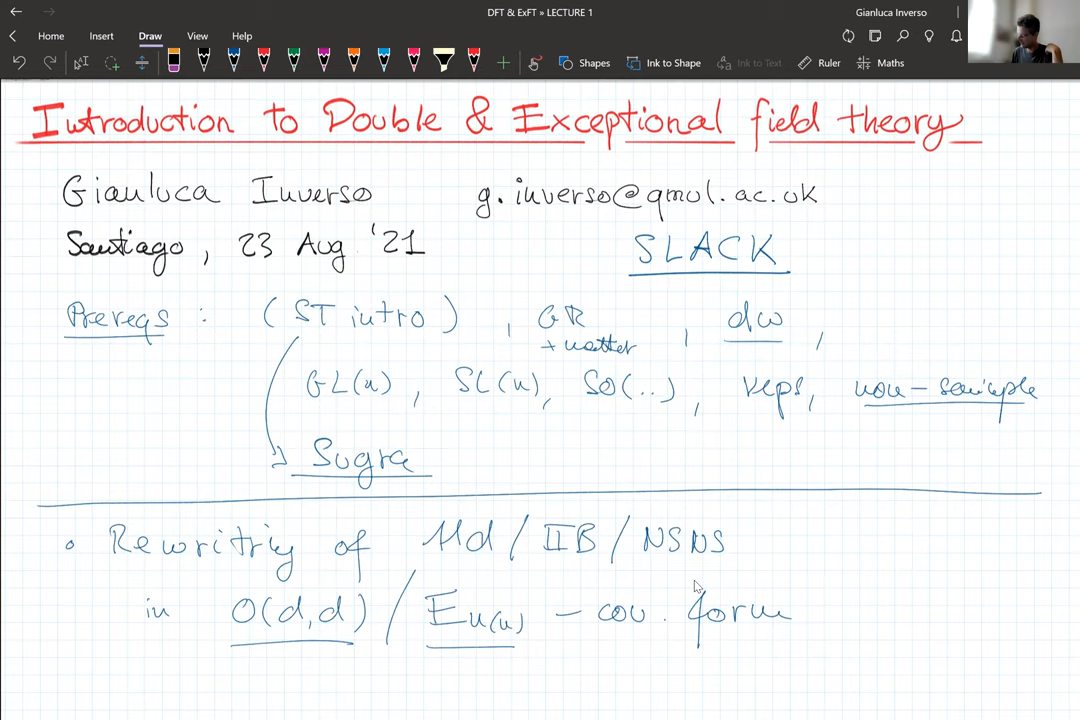 DFT & ExFT » LECTURE 1
Gianluca Inverso
Home Insert Draw View Help
Shapes Ink to Shape Ink to Text Ruler Maths
Introduction to Double & Exceptional field theory
Gianluca Inverso g.inverso@qmul.ac.uk
Santiago, 23 Aug '21 SLACK
Prereqs : (ST intro) , GR + matter , dω ,
GL(n) , SL(n) , SO(..) , reps, non-semisimple
Sugra
• Rewriting of 11d / IIB / NSNS
in O(d,d) / En(n) - cov. form